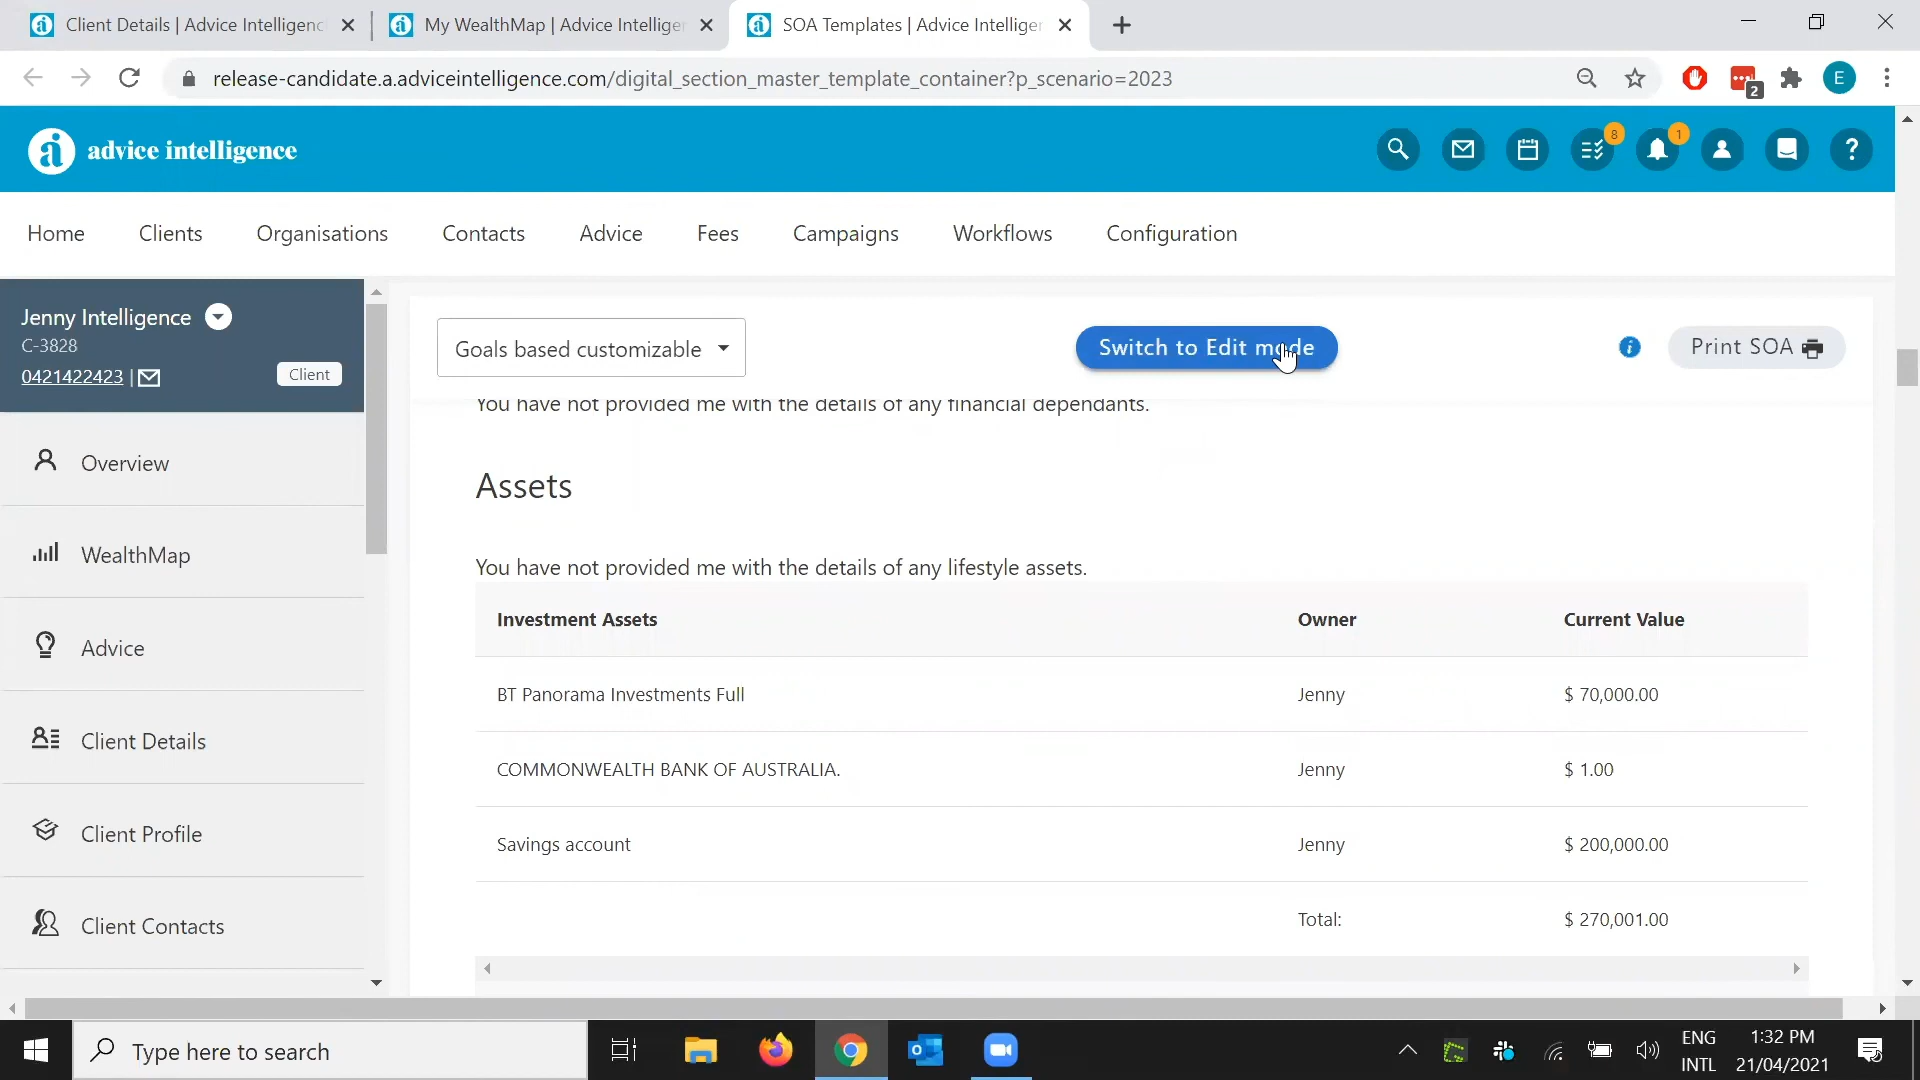 Client Details | Advice Intelligenc
My WealthMap | Advice Intelliger
SOA Templates | Advice Intelliger
release-candidate.a.adviceintelligence.com/digital_section_master_template_container?p_scenario=2023
2
E
advice intelligence
8
1
?
Home
Clients
Organisations
Contacts
Advice
Fees
Campaigns
Workflows
Configuration
Jenny Intelligence
C-3828
0421422423 |
Client
Goals based customizable
Switch to Edit mode
Print SOA
You have not provided me with the details of any financial dependants.
Overview
WealthMap
Advice
Client Details
Client Profile
Client Contacts
Assets
You have not provided me with the details of any lifestyle assets.
Investment Assets Owner Current Value
BT Panorama Investments Full Jenny $ 70,000.00
COMMONWEALTH BANK OF AUSTRALIA. Jenny $ 1.00
Savings account Jenny $ 200,000.00
Total: $ 270,001.00
Type here to search
ENG
INTL
1:32 PM
21/04/2021